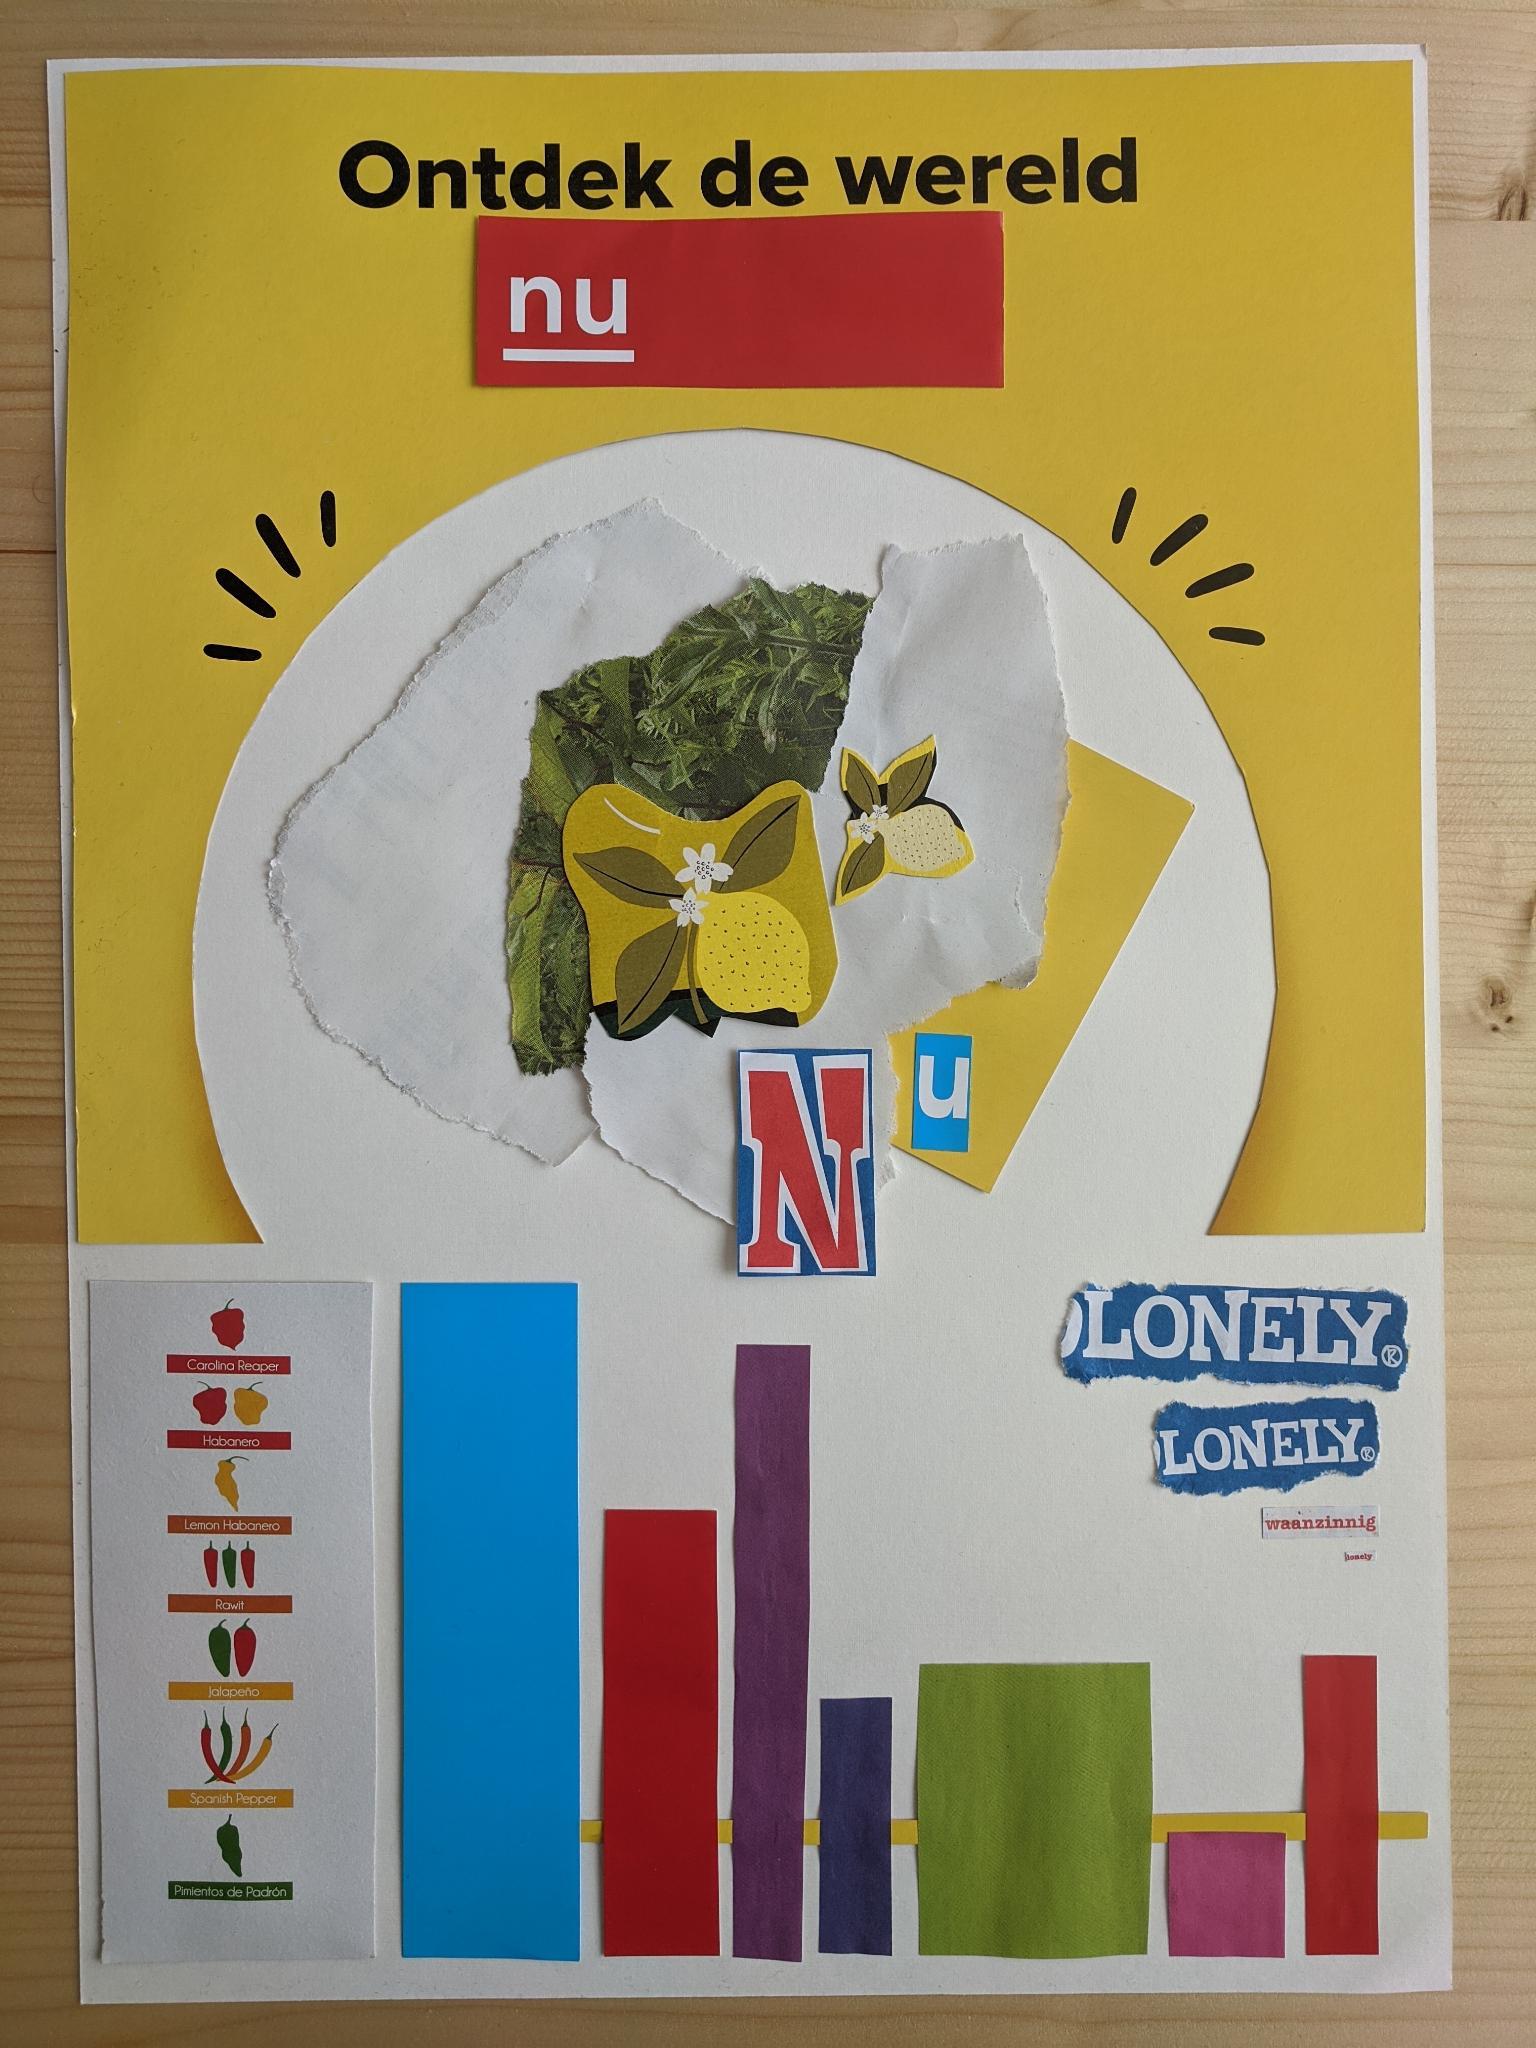 Ontdek de wereld
nu
N
u
Carolina Reaper
Habanero
Lemon Habanero
Rawit
Jalapeño
Spanish Pepper
Pimientos de Padrón
LONELY®
LONELY®
waanzinnig
lonely